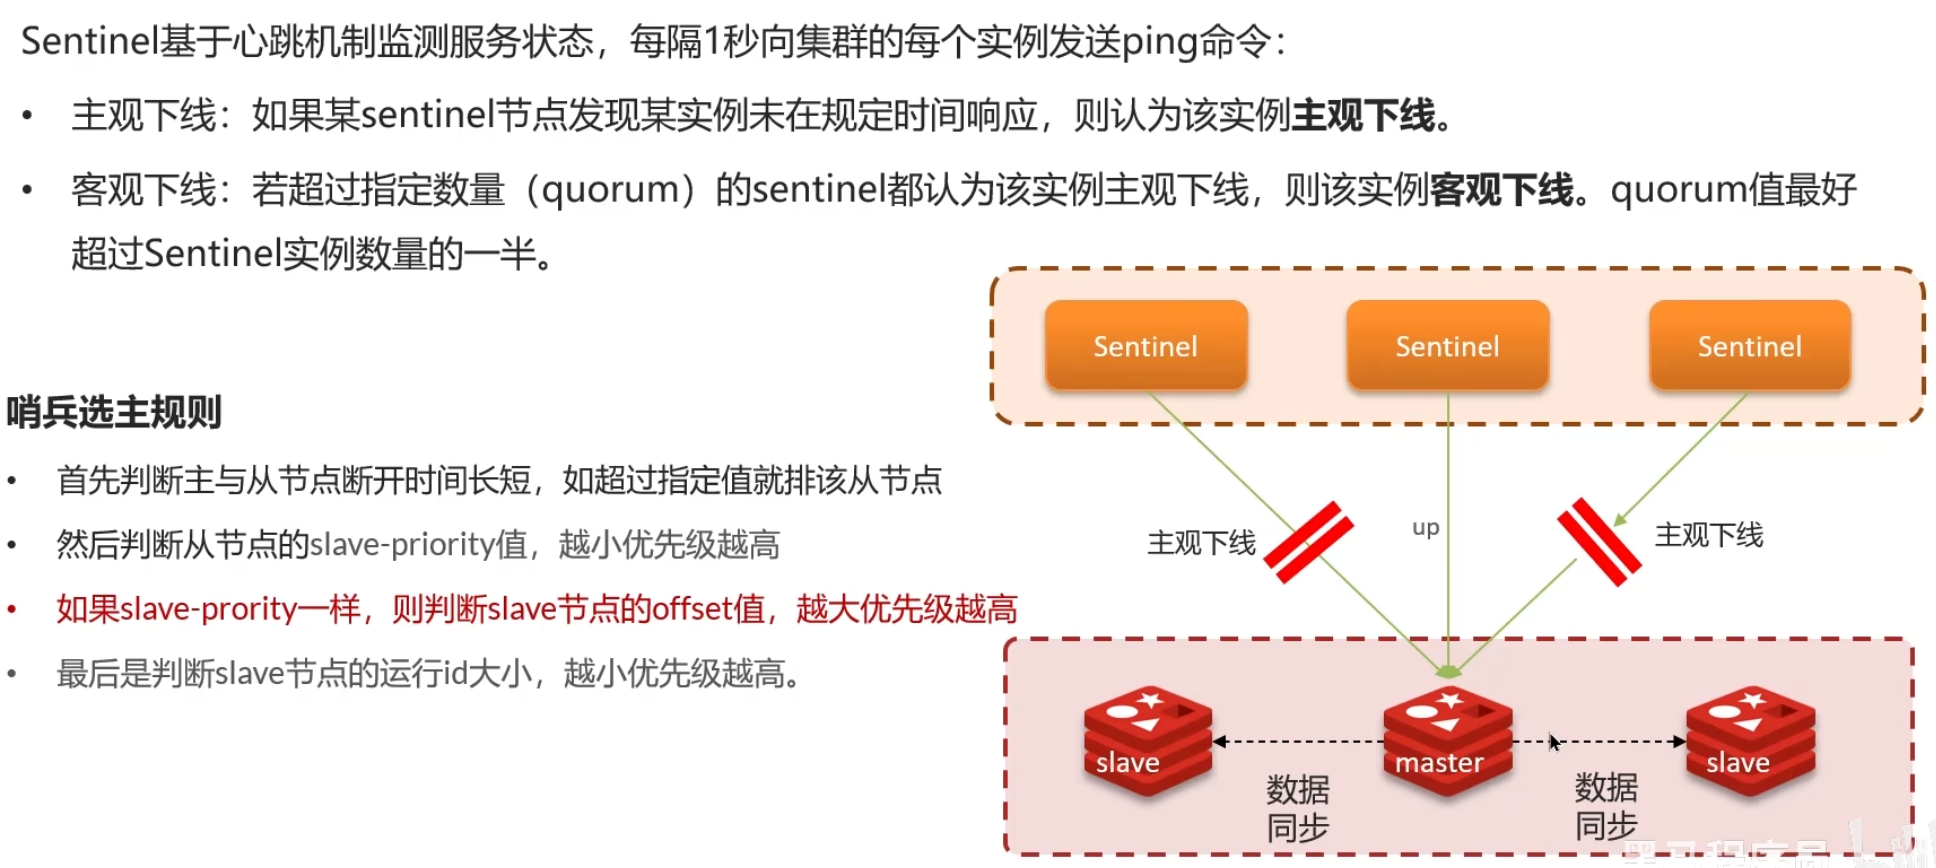 Sentinel基于心跳机制监测服务状态，每隔1秒向集群的每个实例发送ping命令：
• 主观下线：如果某sentinel节点发现某实例未在规定时间响应，则认为该实例主观下线。
• 客观下线：若超过指定数量（quorum）的sentinel都认为该实例主观下线，则该实例客观下线。quorum值最好
超过Sentinel实例数量的一半。
哨兵选主规则
• 首先判断主与从节点断开时间长短，如超过指定值就排该从节点
• 然后判断从节点的slave-priority值，越小优先级越高
• 如果slave-prority一样，则判断slave节点的offset值，越大优先级越高
• 最后是判断slave节点的运行id大小，越小优先级越高。
Sentinel
Sentinel
Sentinel
主观下线
up
主观下线
slave
master
slave
数据
同步
数据
同步